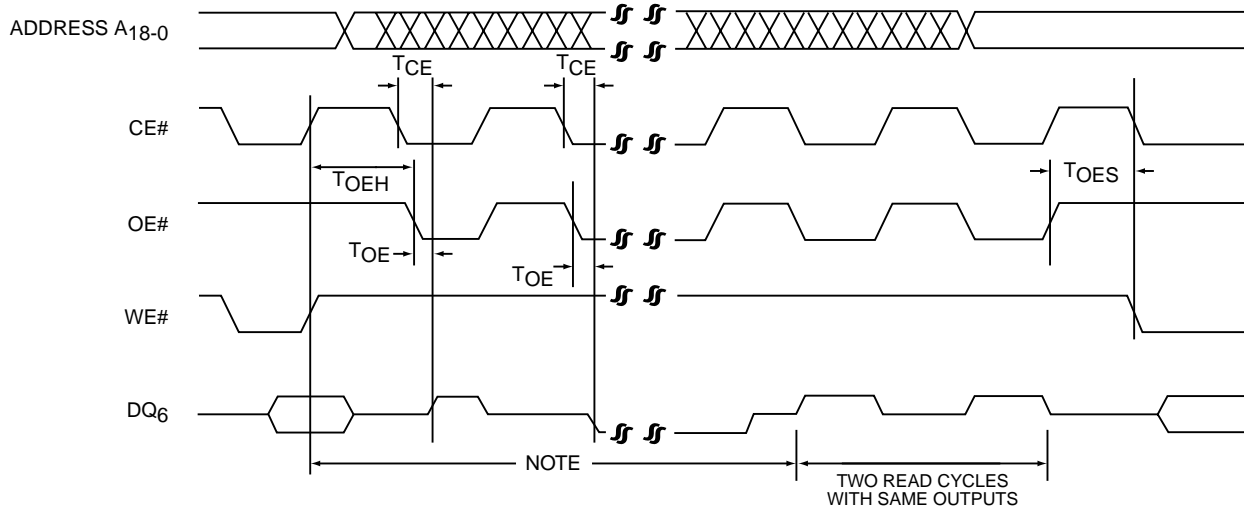 ADDRESS A18-0
TCE
TCE
CE#
TOEH
TOES
OE#
TOE
TOE
WE#
DQ6
NOTE
TWO READ CYCLES
WITH SAME OUTPUTS